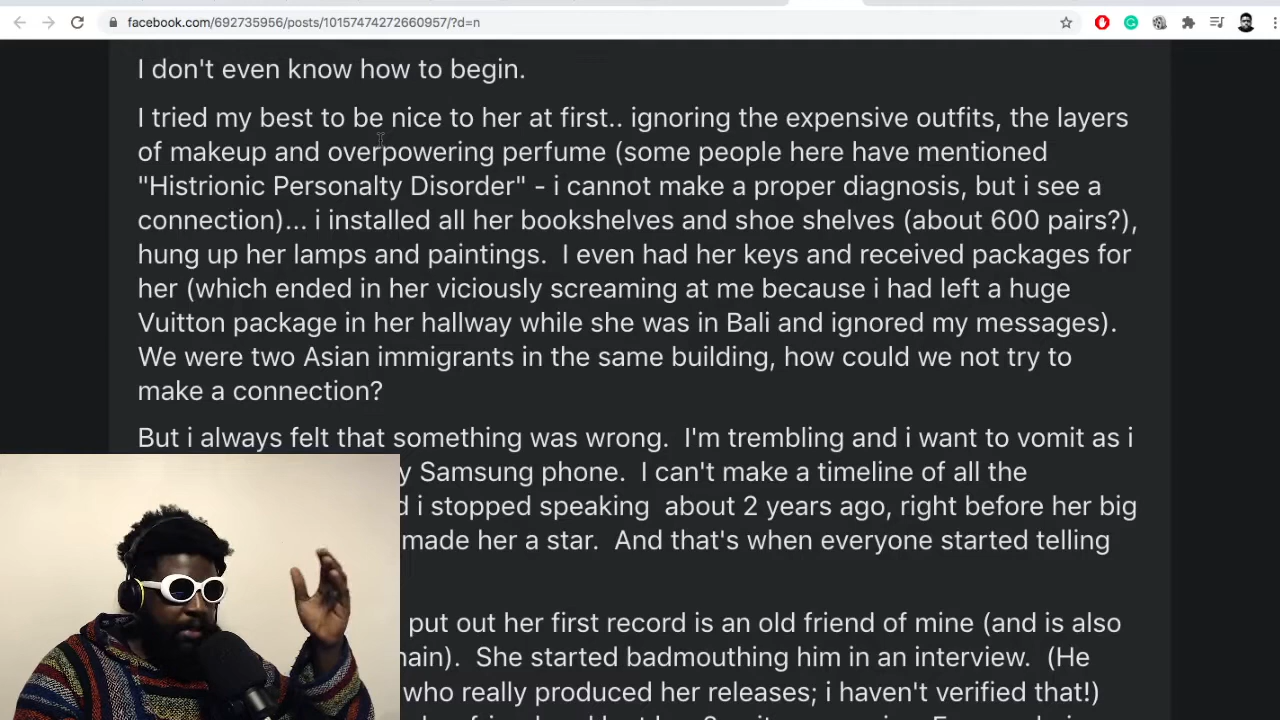 facebook.com/692735956/posts/10157474272660957/?d=n
I don't even know how to begin.
I tried my best to be nice to her at first.. ignoring the expensive outfits, the layers
of makeup and overpowering perfume (some people here have mentioned
"Histrionic Personalty Disorder" - i cannot make a proper diagnosis, but i see a
connection)... i installed all her bookshelves and shoe shelves (about 600 pairs?),
hung up her lamps and paintings.  I even had her keys and received packages for
her (which ended in her viciously screaming at me because i had left a huge
Vuitton package in her hallway while she was in Bali and ignored my messages).
We were two Asian immigrants in the same building, how could we not try to
make a connection?
But i always felt that something was wrong.  I'm trembling and i want to vomit as i
Samsung phone.  I can't make a timeline of all the
i stopped speaking  about 2 years ago, right before her big
made her a star.  And that's when everyone started telling
put out her first record is an old friend of mine (and is also
She started badmouthing him in an interview.  (He
who really produced her releases; i haven't verified that!)